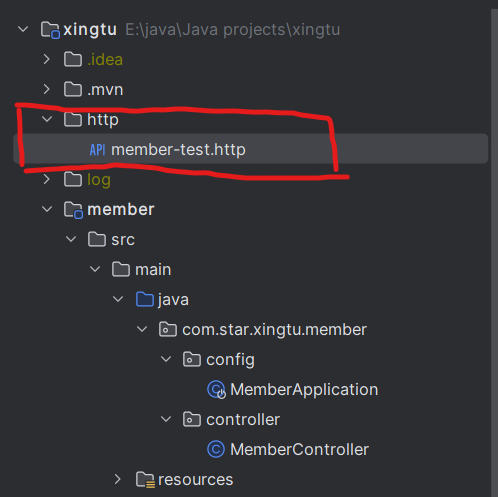 xingtu E:\java\Java projects\xingtu
.idea
.mvn
http
API member-test.http
log
member
src
main
java
com.star.xingtu.member
config
MemberApplication
controller
MemberController
resources